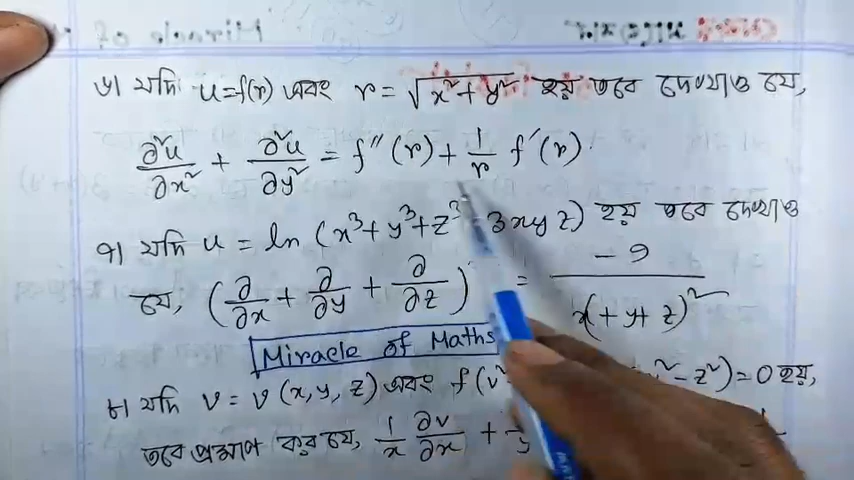 ৬। যদি u=f(r) এবং r = √x²+y² হয় তবে দেখাও যে,
∂²u/∂x² + ∂²u/∂y² = f″(r) + 1/r f′(r)
৭। যদি u = ln (x³+y³+z³-3xyz) হয় তবে দেখাও
যে, (∂/∂x + ∂/∂y + ∂/∂z) = -9/x(+y+z)²
Miracle of Maths
৮। যদি v = v(x,y,z) এবং f(v² -z²)=0 হয়,
তবে প্রমাণ কর যে, 1/x ∂v/∂x +